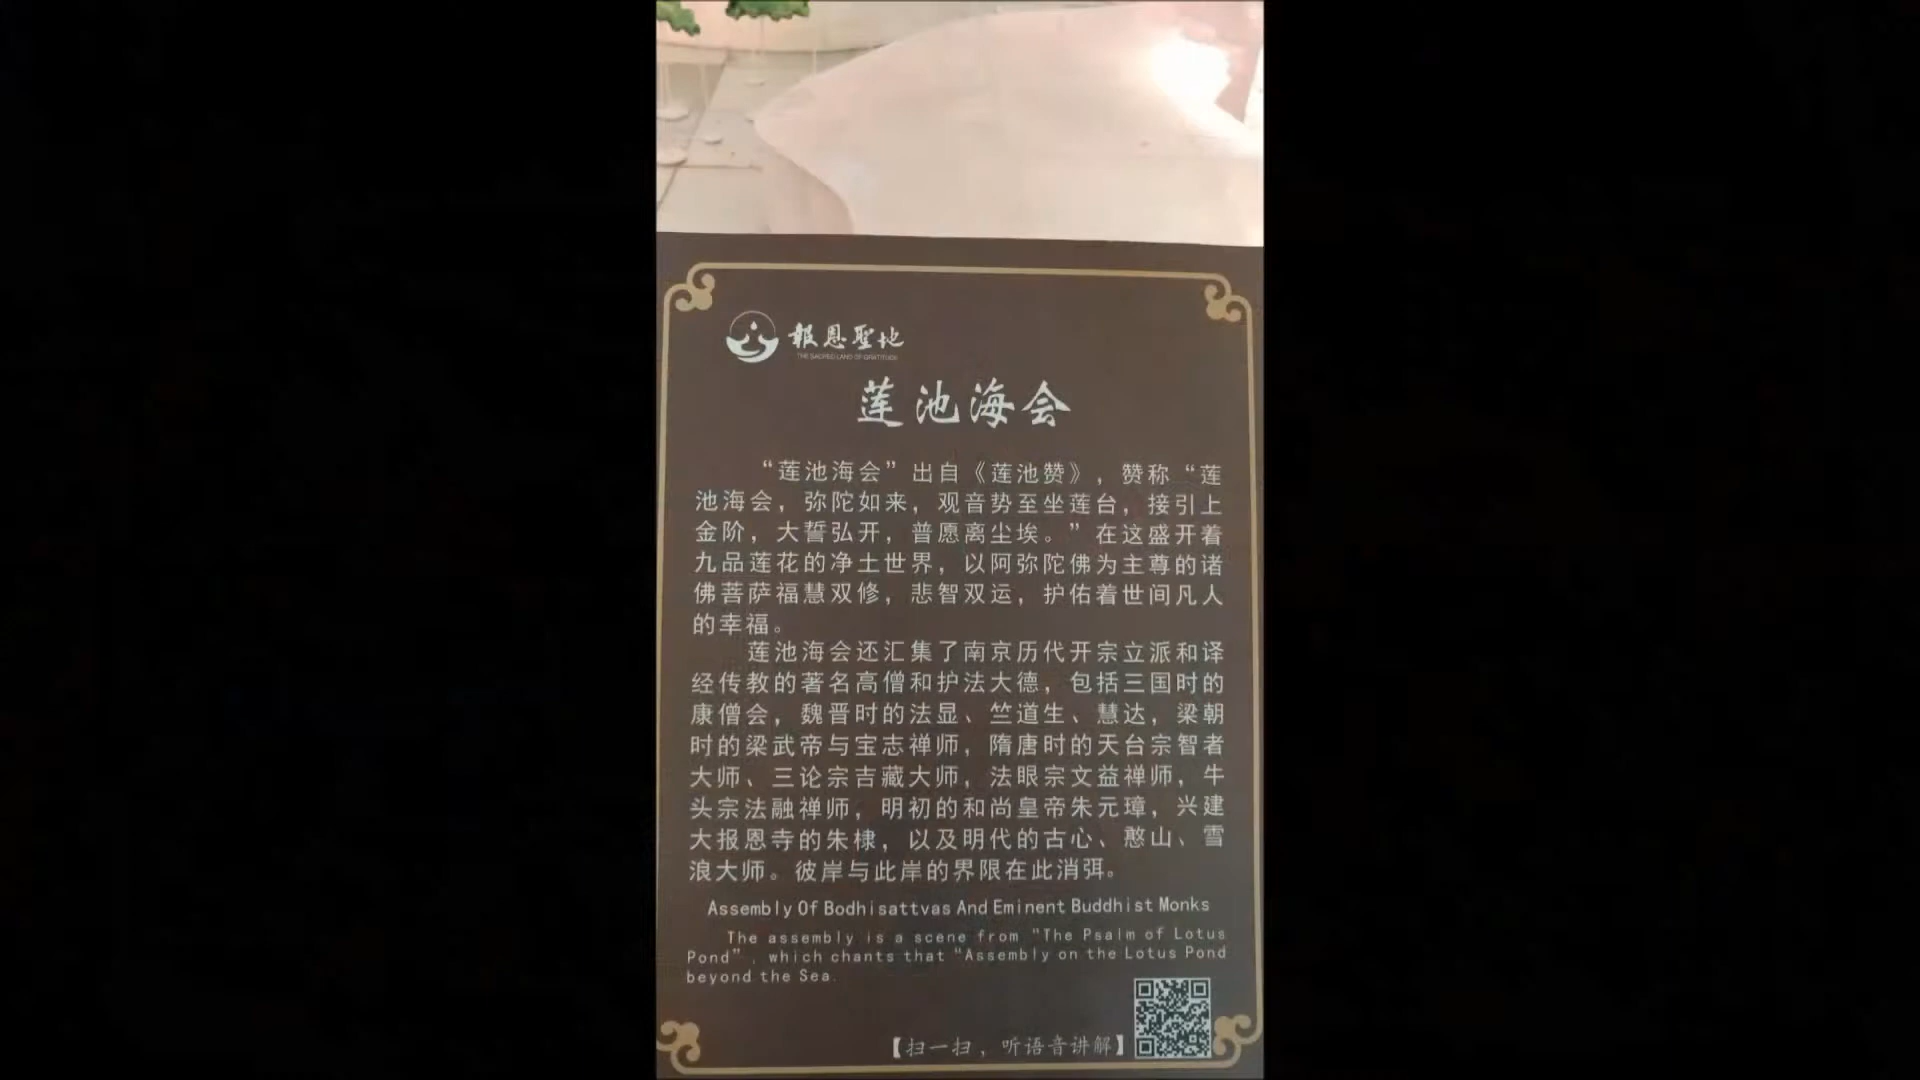 報恩聖地
THE SACRED LAND OF GRATITUDE
莲池海会
“莲池海会”出自《莲池赞》，赞称“莲
池海会，弥陀如来，观音势至坐莲台，接引上
金阶，大誓弘开，普愿离尘埃。”在这盛开着
九品莲花的净土世界，以阿弥陀佛为主尊的诸
佛菩萨福慧双修，悲智双运，护佑着世间凡人
的幸福。
莲池海会还汇集了南京历代开宗立派和译
经传教的著名高僧和护法大德，包括三国时的
康僧会，魏晋时的法显、竺道生、慧达，梁朝
时的梁武帝与宝志禅师，隋唐时的天台宗智者
大师、三论宗吉藏大师，法眼宗文益禅师，牛
头宗法融禅师，明初的和尚皇帝朱元璋，兴建
大报恩寺的朱棣，以及明代的古心、憨山、雪
浪大师。彼岸与此岸的界限在此消弭。
Assembly Of Bodhisattvas And Eminent Buddhist Monks
The assembly is a scene from “The Psalm of Lotus
Pond”, which chants that “Assembly on the Lotus Pond
beyond the Sea.
【扫一扫，听语音讲解】